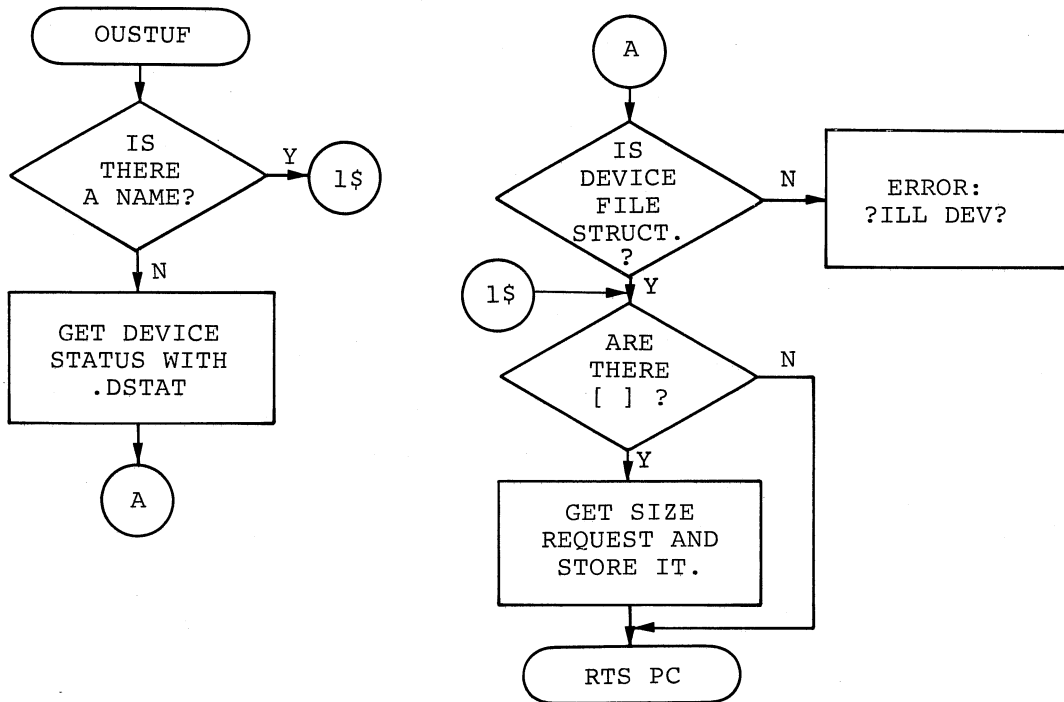 OUSTUF
IS
THERE
A NAME?
Y
1$
N
GET DEVICE
STATUS WITH
.DSTAT
A
A
IS
DEVICE
FILE
STRUCT.
?
N
ERROR:
?ILL DEV?
Y
1$
ARE
THERE
[ ] ?
N
Y
GET SIZE
REQUEST AND
STORE IT.
RTS PC